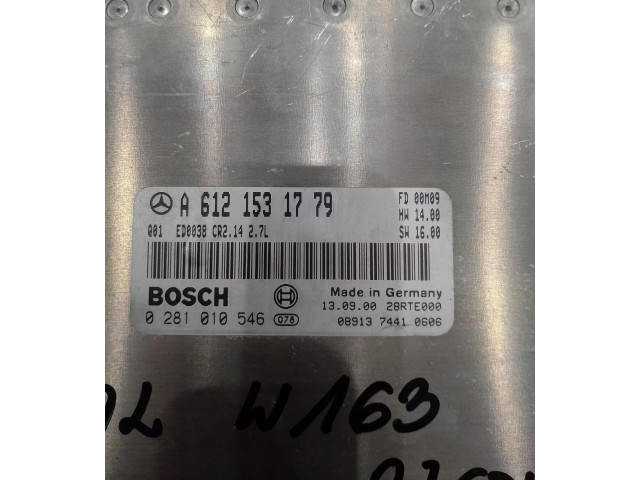 A 612 153 17 79
FD 00M09
HW 14.00
Q01 ED0038 CR2.14 2.7L
SW 16.00
BOSCH
Made in Germany
13.09.00 28RTE000
0 281 010 546 078
08913 7441 0606
W163